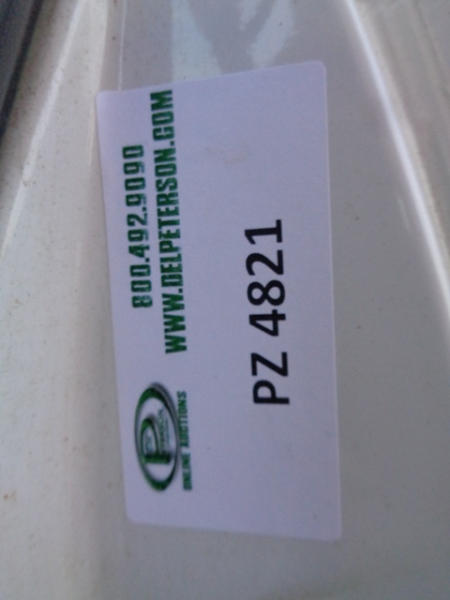 800.492.9090
WWW.DELPETERSON.COM
ONLINE AUCTIONS
PZ 4821